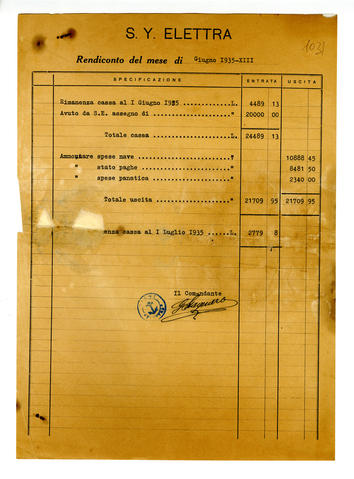 S. Y. ELETTRA
Rendiconto del mese di Giugno 1935-XIII
SPECIFICAZIONE ENTRATA USCITA
Rimanenza cassa al I Giugno 1935 ............L. 4489 13
Avuto da S.E. assegno di ..................." 20000 00
Totale cassa ...................L. 24489 13
Ammontare spese nave ....................... 10888 45
" stato paghe ....................." 8481 50
" spese panatica .................." 2340 00
Totale uscita .................." 21709 95 21709 95
enza cassa al I Luglio 1935 .....L. 2779 8
Il Comandante